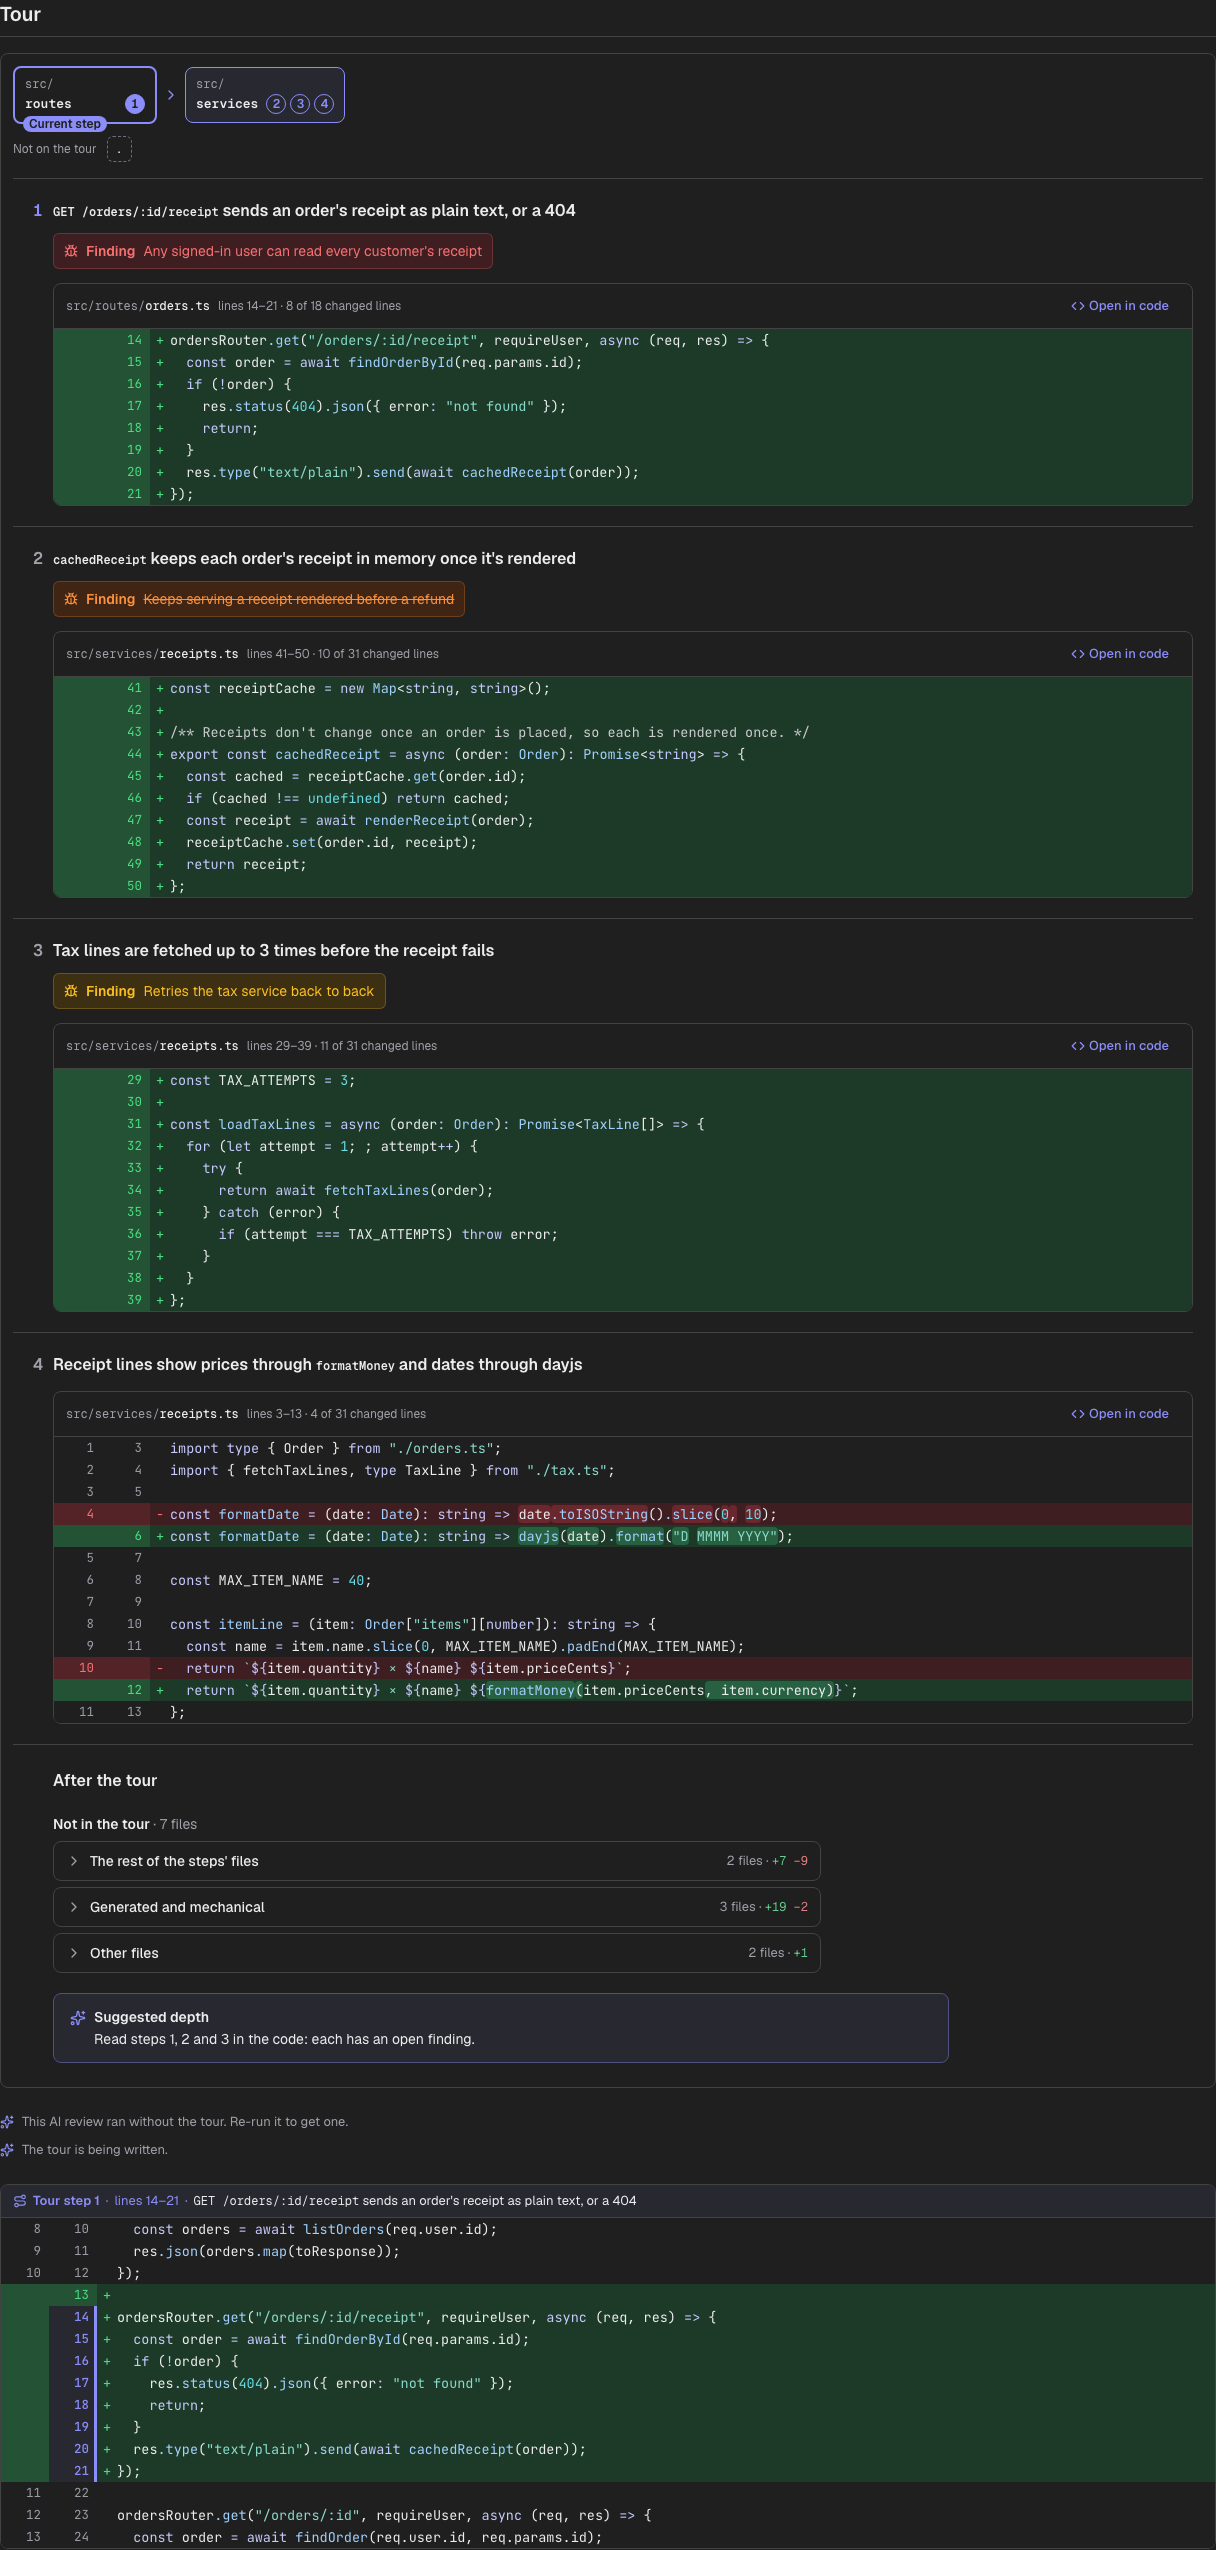 Tour
src/
routes 1
Current step
src/
services 2 3 4
Not on the tour .
1 GET /orders/:id/receipt sends an order's receipt as plain text, or a 404
Finding Any signed-in user can read every customer's receipt
src/routes/orders.ts lines 14–21 · 8 of 18 changed lines <> Open in code
14 + ordersRouter.get("/orders/:id/receipt", requireUser, async (req, res) => {
15 + const order = await findOrderById(req.params.id);
16 + if (!order) {
17 + res.status(404).json({ error: "not found" });
18 + return;
19 + }
20 + res.type("text/plain").send(await cachedReceipt(order));
21 + });
2 cachedReceipt keeps each order's receipt in memory once it's rendered
Finding Keeps serving a receipt rendered before a refund
src/services/receipts.ts lines 41–50 · 10 of 31 changed lines <> Open in code
41 + const receiptCache = new Map<string, string>();
42 +
43 + /** Receipts don't change once an order is placed, so each is rendered once. */
44 + export const cachedReceipt = async (order: Order): Promise<string> => {
45 + const cached = receiptCache.get(order.id);
46 + if (cached !== undefined) return cached;
47 + const receipt = await renderReceipt(order);
48 + receiptCache.set(order.id, receipt);
49 + return receipt;
50 + };
3 Tax lines are fetched up to 3 times before the receipt fails
Finding Retries the tax service back to back
src/services/receipts.ts lines 29–39 · 11 of 31 changed lines <> Open in code
29 + const TAX_ATTEMPTS = 3;
30 +
31 + const loadTaxLines = async (order: Order): Promise<TaxLine[]> => {
32 + for (let attempt = 1; ; attempt++) {
33 + try {
34 + return await fetchTaxLines(order);
35 + } catch (error) {
36 + if (attempt === TAX_ATTEMPTS) throw error;
37 + }
38 + }
39 + };
4 Receipt lines show prices through formatMoney and dates through dayjs
src/services/receipts.ts lines 3–13 · 4 of 31 changed lines <> Open in code
1 3 import type { Order } from "./orders.ts";
2 4 import { fetchTaxLines, type TaxLine } from "./tax.ts";
3 5
4 - const formatDate = (date: Date): string => date.toISOString().slice(0, 10);
6 + const formatDate = (date: Date): string => dayjs(date).format("D MMMM YYYY");
5 7
6 8 const MAX_ITEM_NAME = 40;
7 9
8 10 const itemLine = (item: Order["items"][number]): string => {
9 11 const name = item.name.slice(0, MAX_ITEM_NAME).padEnd(MAX_ITEM_NAME);
10 - return `${item.quantity} × ${name} ${item.priceCents}`;
12 + return `${item.quantity} × ${name} ${formatMoney(item.priceCents, item.currency)}`;
11 13 };
After the tour
Not in the tour · 7 files
The rest of the steps' files 2 files · +7 −9
Generated and mechanical 3 files · +19 −2
Other files 2 files · +1
Suggested depth
Read steps 1, 2 and 3 in the code: each has an open finding.
This AI review ran without the tour. Re-run it to get one.
The tour is being written.
Tour step 1 · lines 14–21 · GET /orders/:id/receipt sends an order's receipt as plain text, or a 404
8 10 const orders = await listOrders(req.user.id);
9 11 res.json(orders.map(toResponse));
10 12 });
13 +
14 + ordersRouter.get("/orders/:id/receipt", requireUser, async (req, res) => {
15 + const order = await findOrderById(req.params.id);
16 + if (!order) {
17 + res.status(404).json({ error: "not found" });
18 + return;
19 + }
20 + res.type("text/plain").send(await cachedReceipt(order));
21 + });
11 22
12 23 ordersRouter.get("/orders/:id", requireUser, async (req, res) => {
13 24 const order = await findOrder(req.user.id, req.params.id);